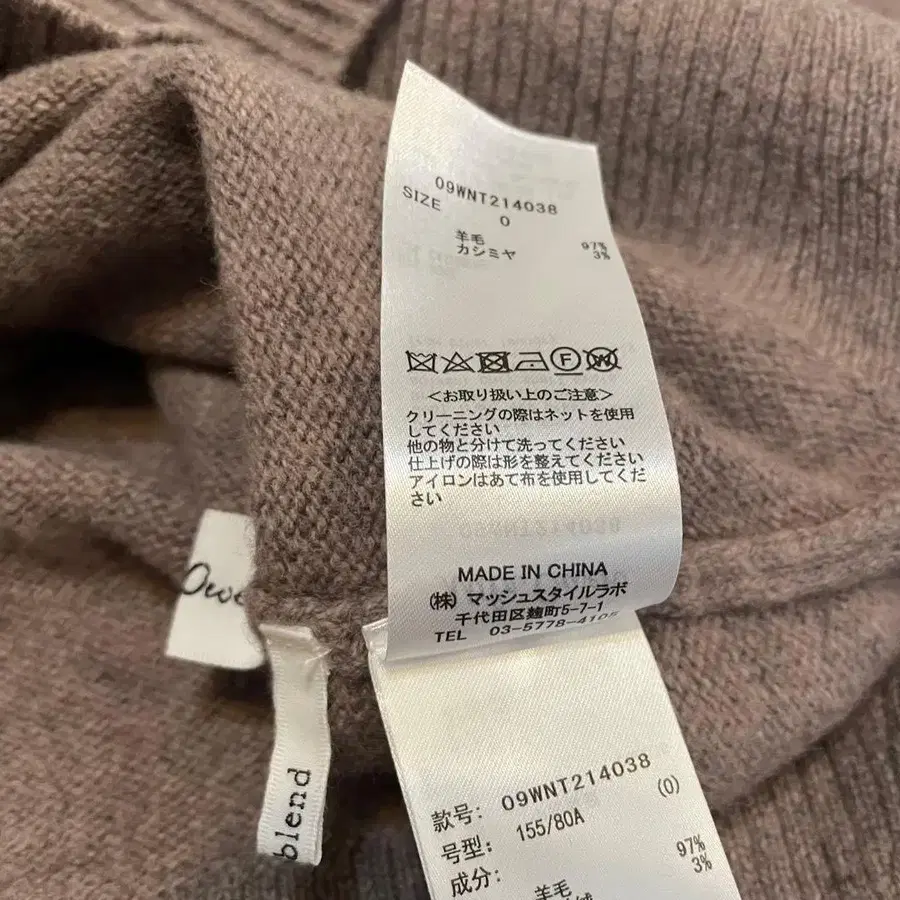 09WNT214038
SIZE 0
羊毛 97%
カシミヤ 3%
<お取り扱い上のご注意>
クリーニングの際はネットを使用
してください
他の物と分けて洗ってください
仕上げの際は形を整えてください
アイロンはあて布を使用してくだ
さい
MADE IN CHINA
(株) マッシュスタイルラボ
千代田区麹町5-7-1
TEL 03-5778-4105
blend
款号: 09WNT214038
号型: 155/80A (0)
成分: 97%
羊毛 3%